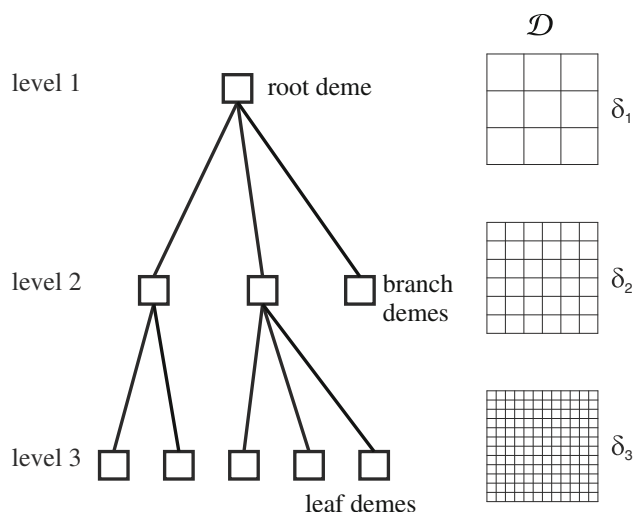 𝒟
level 1
root deme
δ₁
level 2
branch
demes
δ₂
level 3
leaf demes
δ₃